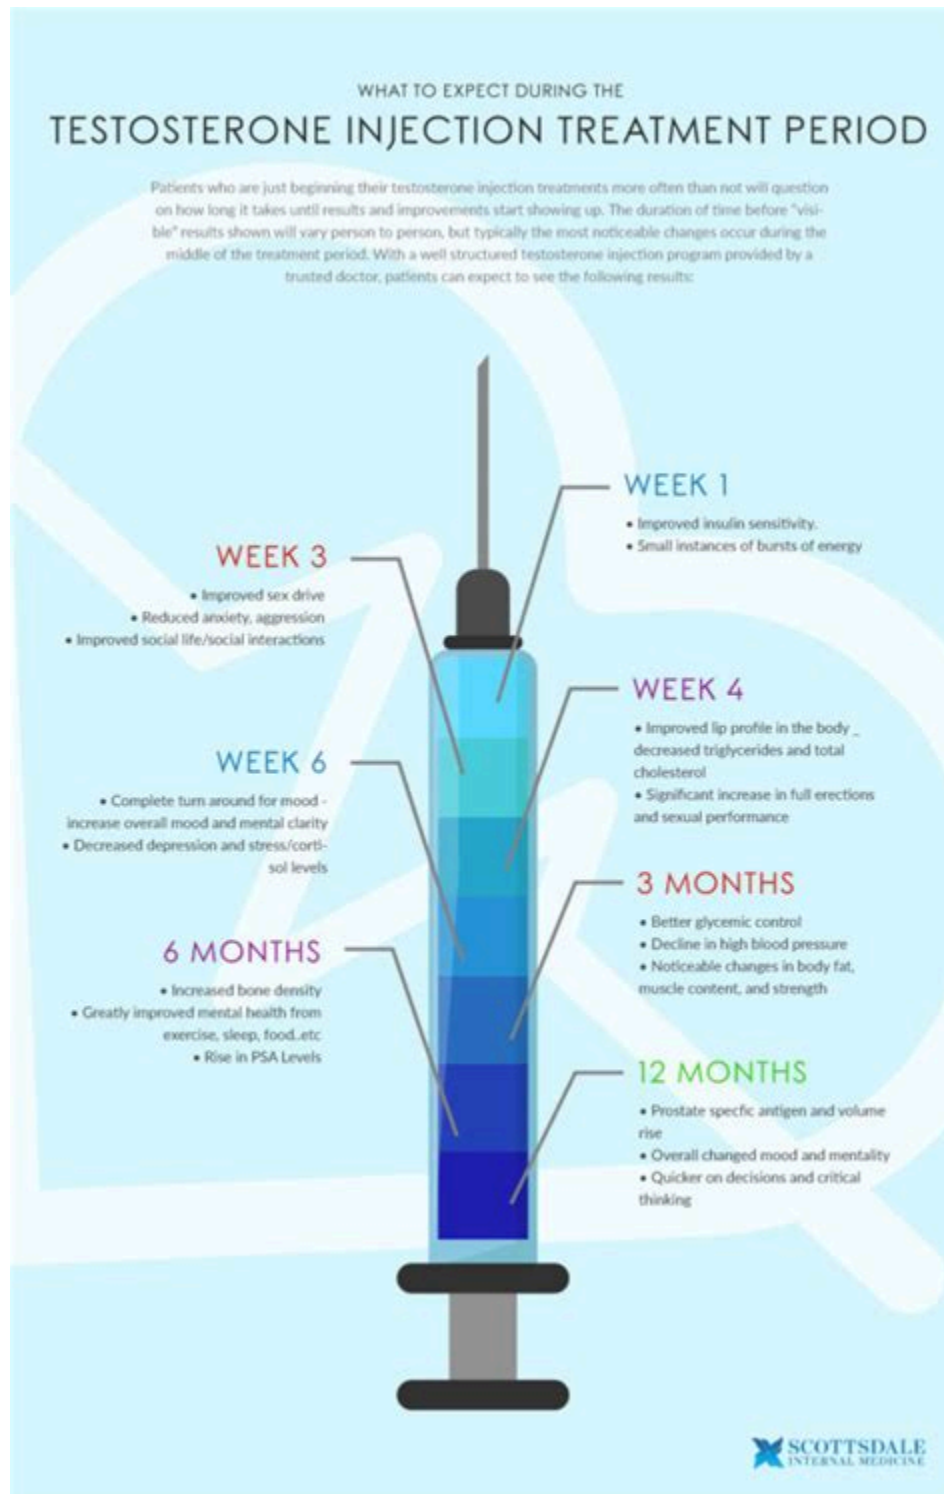 WHAT TO EXPECT DURING THE
TESTOSTERONE INJECTION TREATMENT PERIOD
Patients who are just beginning their testosterone injection treatments more often than not will question
on how long it takes until results and improvements start showing up. The duration of time before "visi-
ble" results shown will vary person to person, but typically the most noticeable changes occur during the
middle of the treatment period. With a well structured testosterone injection program provided by a
trusted doctor, patients can expect to see the following results:
WEEK 1
• Improved insulin sensitivity.
• Small instances of bursts of energy
WEEK 3
• Improved sex drive
• Reduced anxiety, aggression
• Improved social life/social interactions
WEEK 4
• Improved lip profile in the body _
decreased triglycerides and total
cholesterol
• Significant increase in full erections
and sexual performance
WEEK 6
• Complete turn around for mood -
increase overall mood and mental clarity
• Decreased depression and stress/corti-
sol levels
3 MONTHS
• Better glycemic control
• Decline in high blood pressure
• Noticeable changes in body fat,
muscle content, and strength
6 MONTHS
• Increased bone density
• Greatly improved mental health from
exercise, sleep, food..etc
• Rise in PSA Levels
12 MONTHS
• Prostate specfic antigen and volume
rise
• Overall changed mood and mentality
• Quicker on decisions and critical
thinking
SCOTTSDALE
INTERNAL MEDICINE